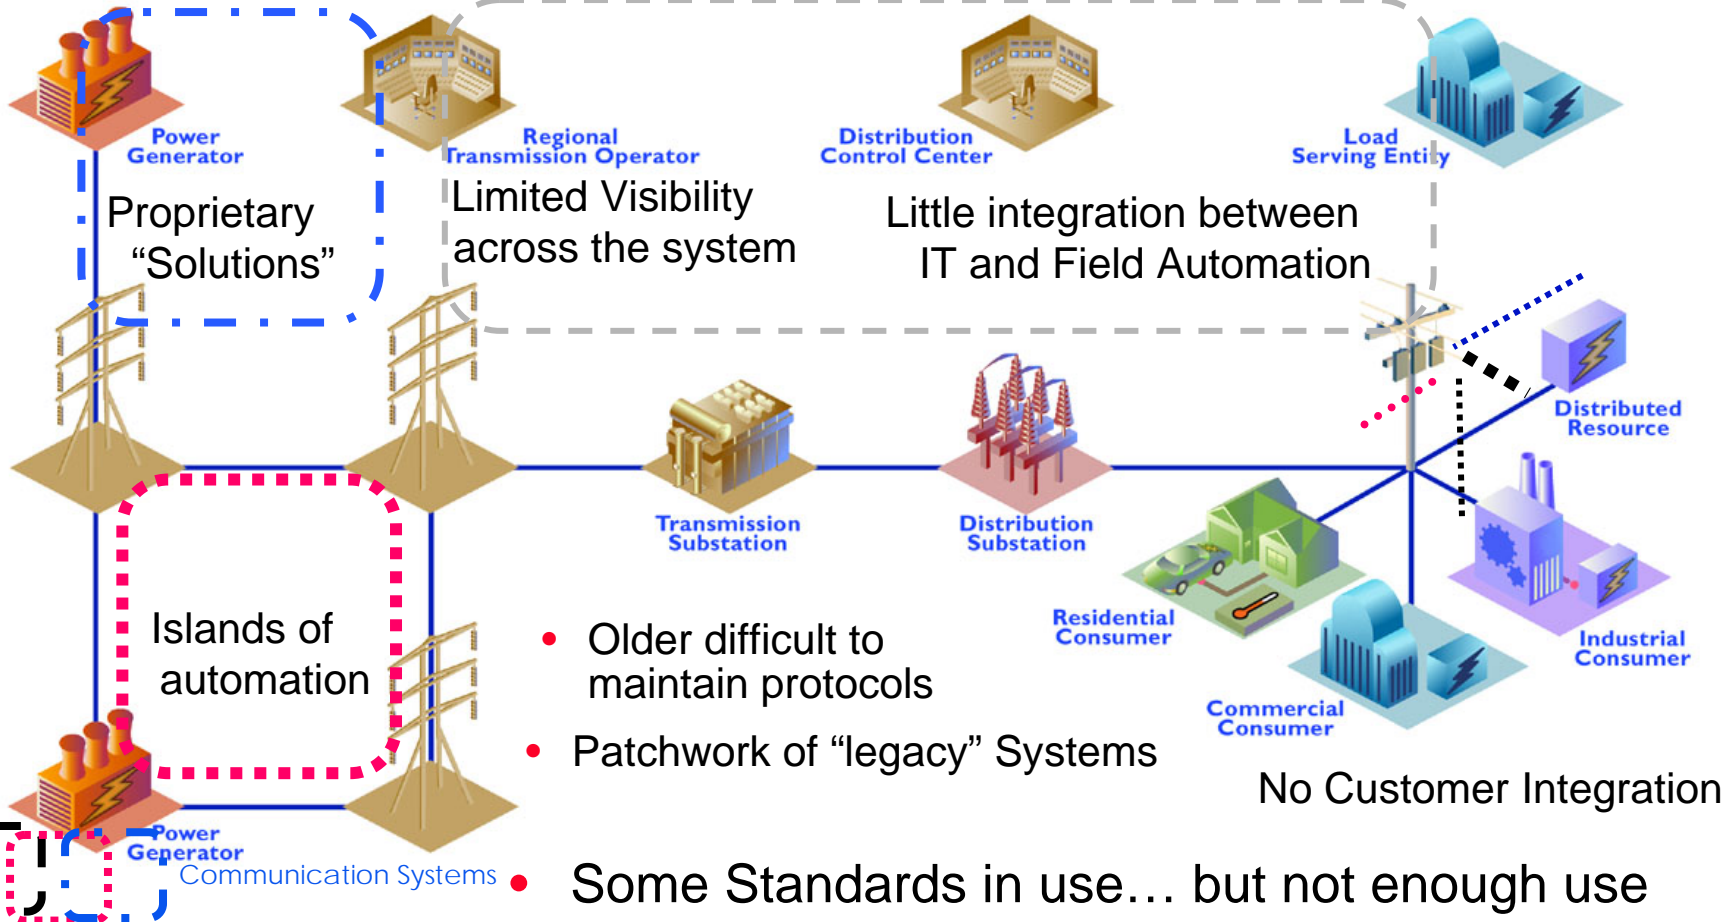 Power
Generator
Regional
Transmission Operator
Distribution
Control Center
Load
Serving Entity
Proprietary
“Solutions”
Limited Visibility
across the system
Little integration between
IT and Field Automation
Distributed
Resource
Transmission
Substation
Distribution
Substation
Residential
Consumer
Industrial
Consumer
Commercial
Consumer
Islands of
automation
• Older difficult to
maintain protocols
• Patchwork of “legacy” Systems
No Customer Integration
Power
Generator
Communication Systems
• Some Standards in use… but not enough use